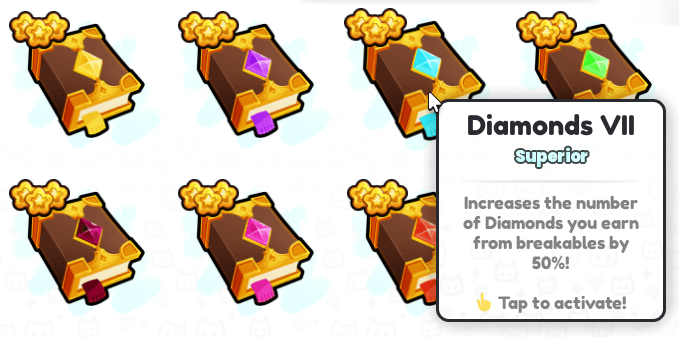 Diamonds VII
Superior
Increases the number
of Diamonds you earn
from breakables by
50%!
Tap to activate!